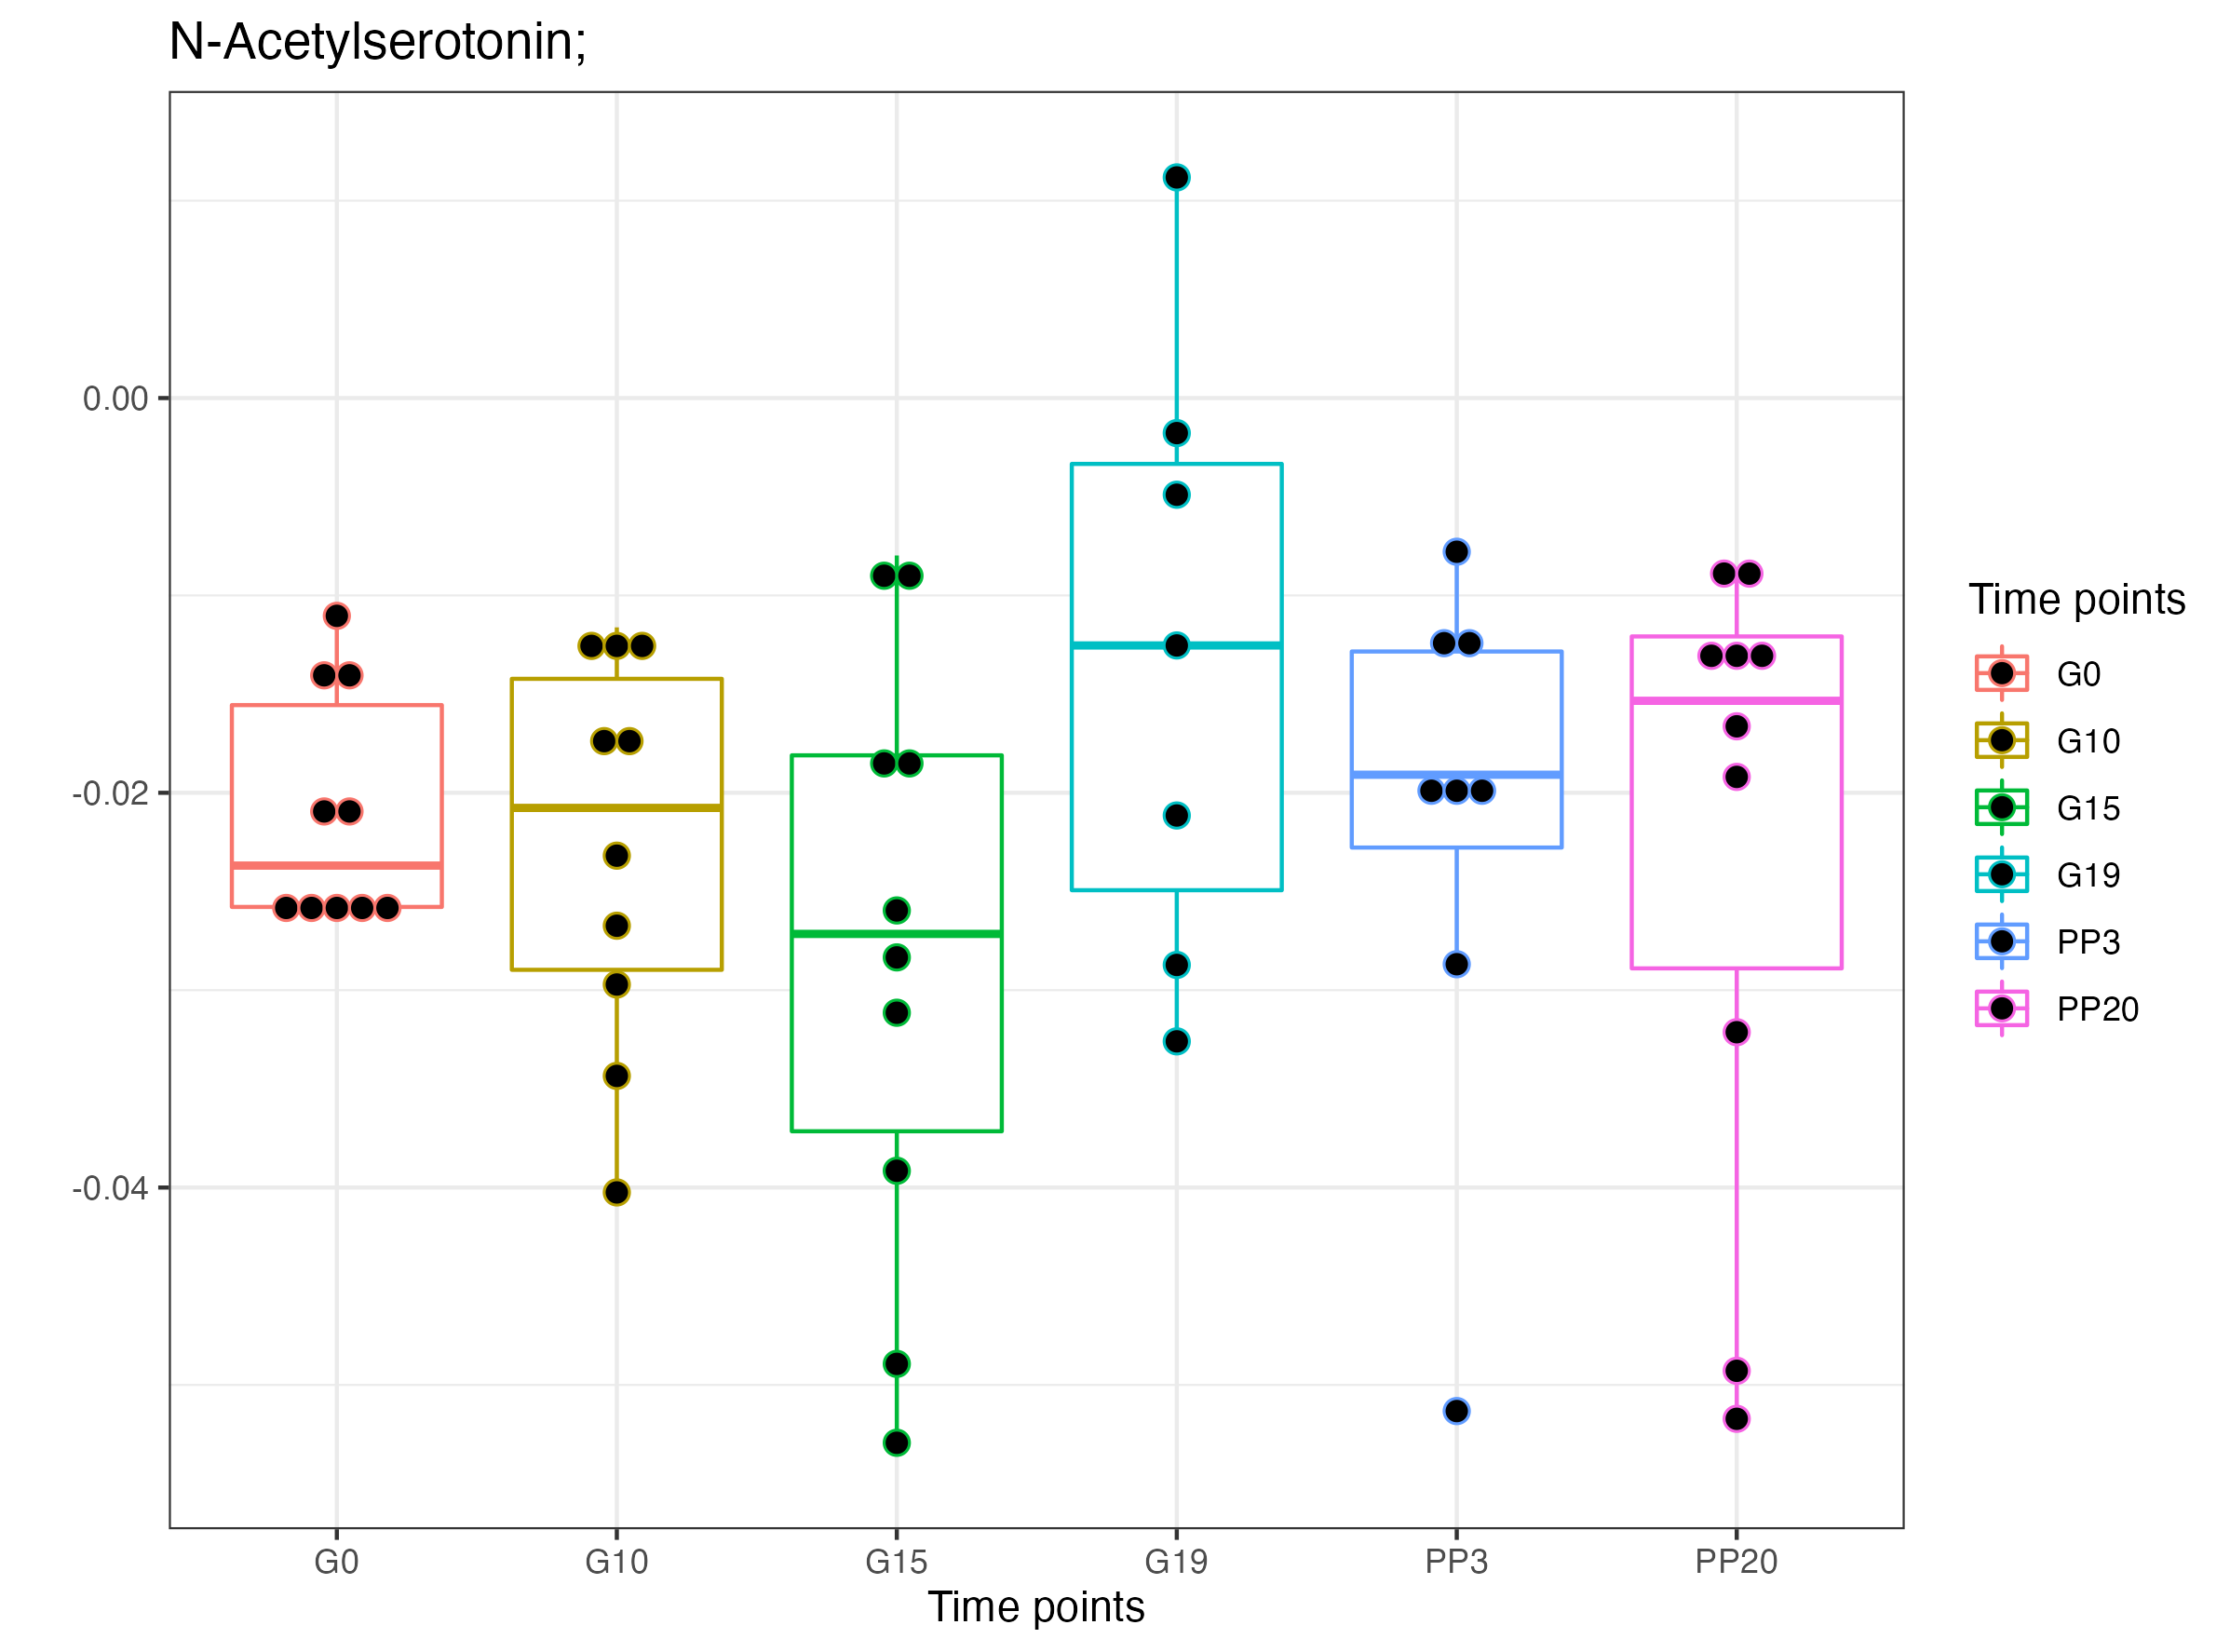 N-Acetylserotonin;
0.00
-0.02
-0.04
G0 G10 G15 G19 PP3 PP20
Time points
Time points
G0
G10
G15
G19
PP3
PP20